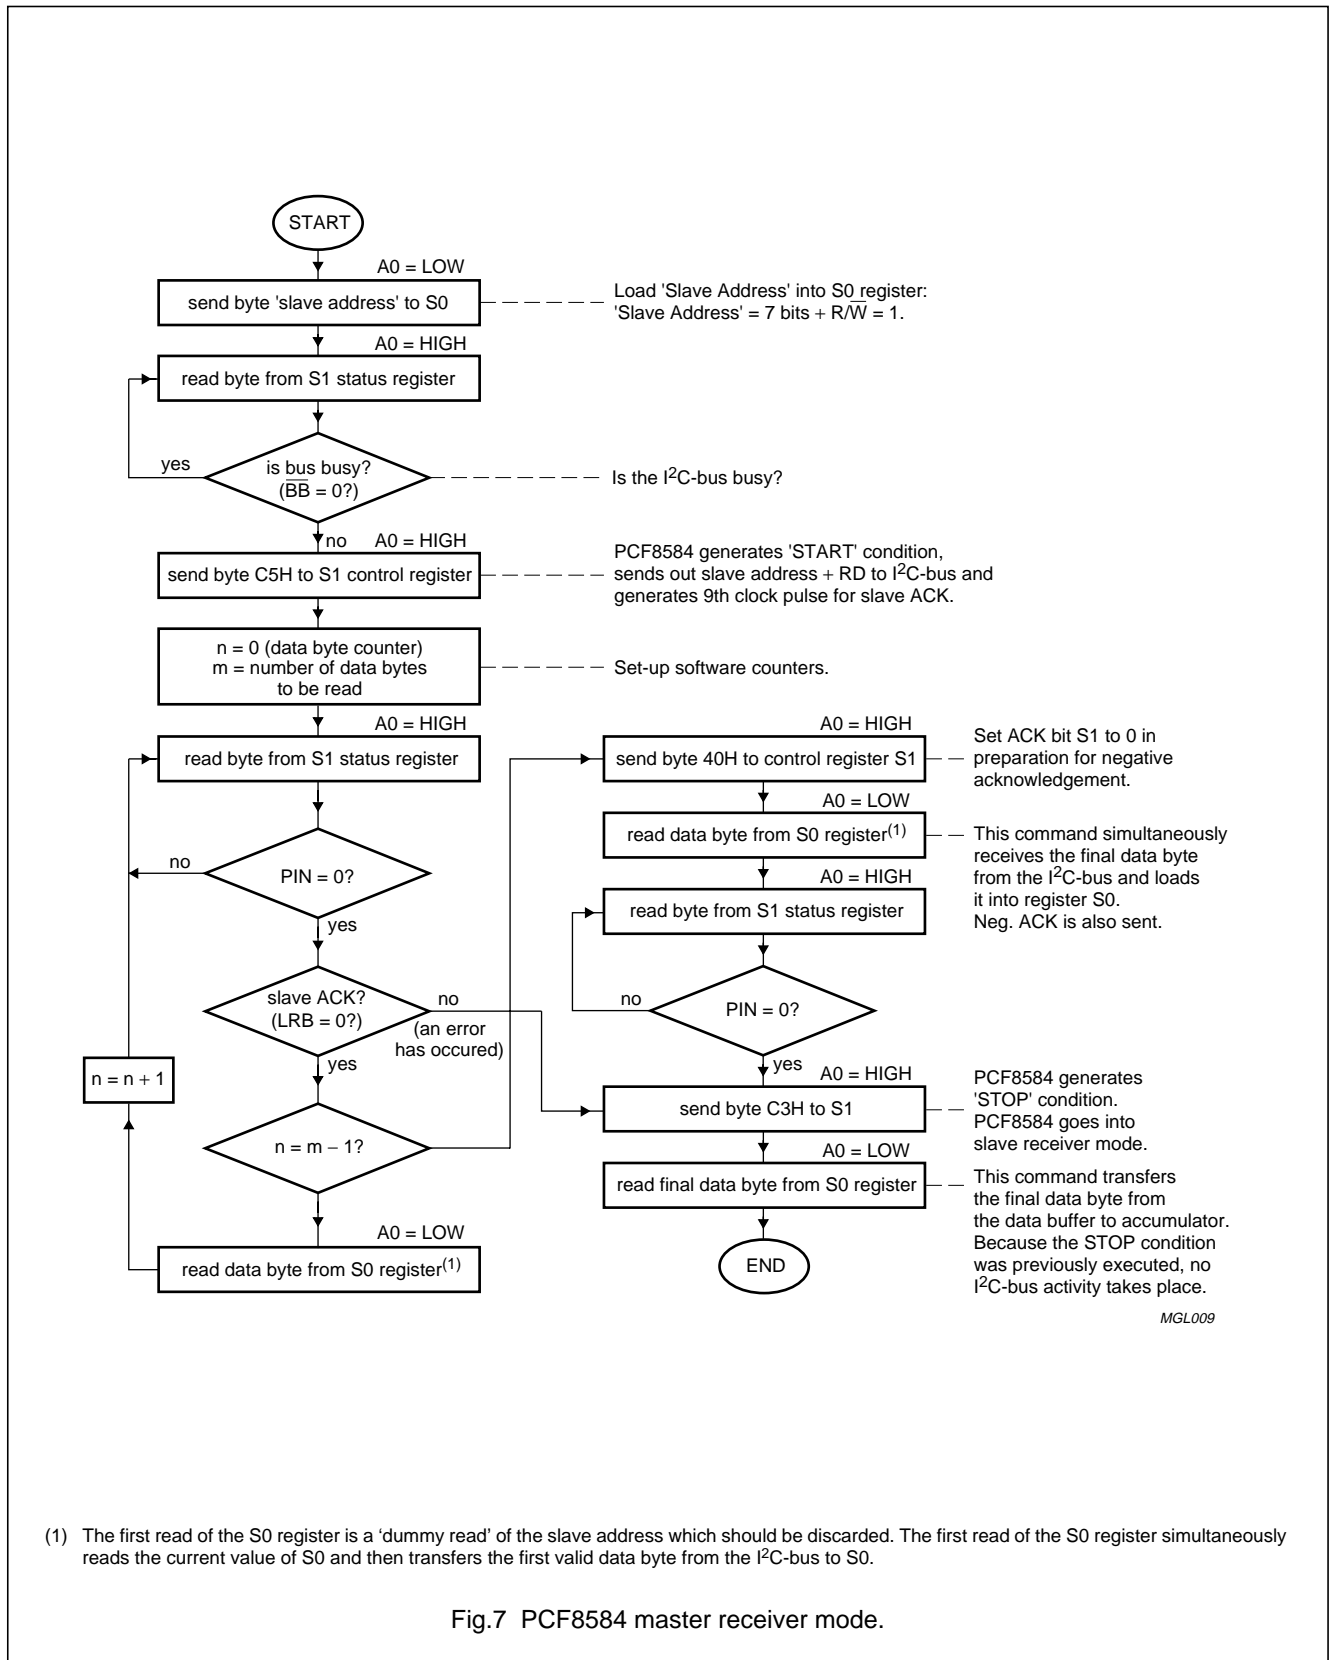 START
A0 = LOW
send byte 'slave address' to S0
Load 'Slave Address' into S0 register:
'Slave Address' = 7 bits + R/W̅ = 1.
A0 = HIGH
read byte from S1 status register
yes
is bus busy?
(B̅B̅ = 0?)
Is the I²C-bus busy?
no
A0 = HIGH
send byte C5H to S1 control register
PCF8584 generates 'START' condition,
sends out slave address + RD to I²C-bus and
generates 9th clock pulse for slave ACK.
n = 0 (data byte counter)
m = number of data bytes
to be read
Set-up software counters.
A0 = HIGH
read byte from S1 status register
no
PIN = 0?
yes
slave ACK?
(LRB = 0?)
no
(an error
has occured)
yes
n = n + 1
n = m − 1?
A0 = LOW
read data byte from S0 register(1)
A0 = HIGH
send byte 40H to control register S1
Set ACK bit S1 to 0 in
preparation for negative
acknowledgement.
A0 = LOW
read data byte from S0 register(1)
This command simultaneously
receives the final data byte
from the I²C-bus and loads
it into register S0.
Neg. ACK is also sent.
A0 = HIGH
read byte from S1 status register
no
PIN = 0?
yes
A0 = HIGH
send byte C3H to S1
PCF8584 generates
'STOP' condition.
PCF8584 goes into
slave receiver mode.
A0 = LOW
read final data byte from S0 register
This command transfers
the final data byte from
the data buffer to accumulator.
Because the STOP condition
was previously executed, no
I²C-bus activity takes place.
END
MGL009
(1) The first read of the S0 register is a ‘dummy read’ of the slave address which should be discarded. The first read of the S0 register simultaneously
reads the current value of S0 and then transfers the first valid data byte from the I²C-bus to S0.
Fig.7 PCF8584 master receiver mode.